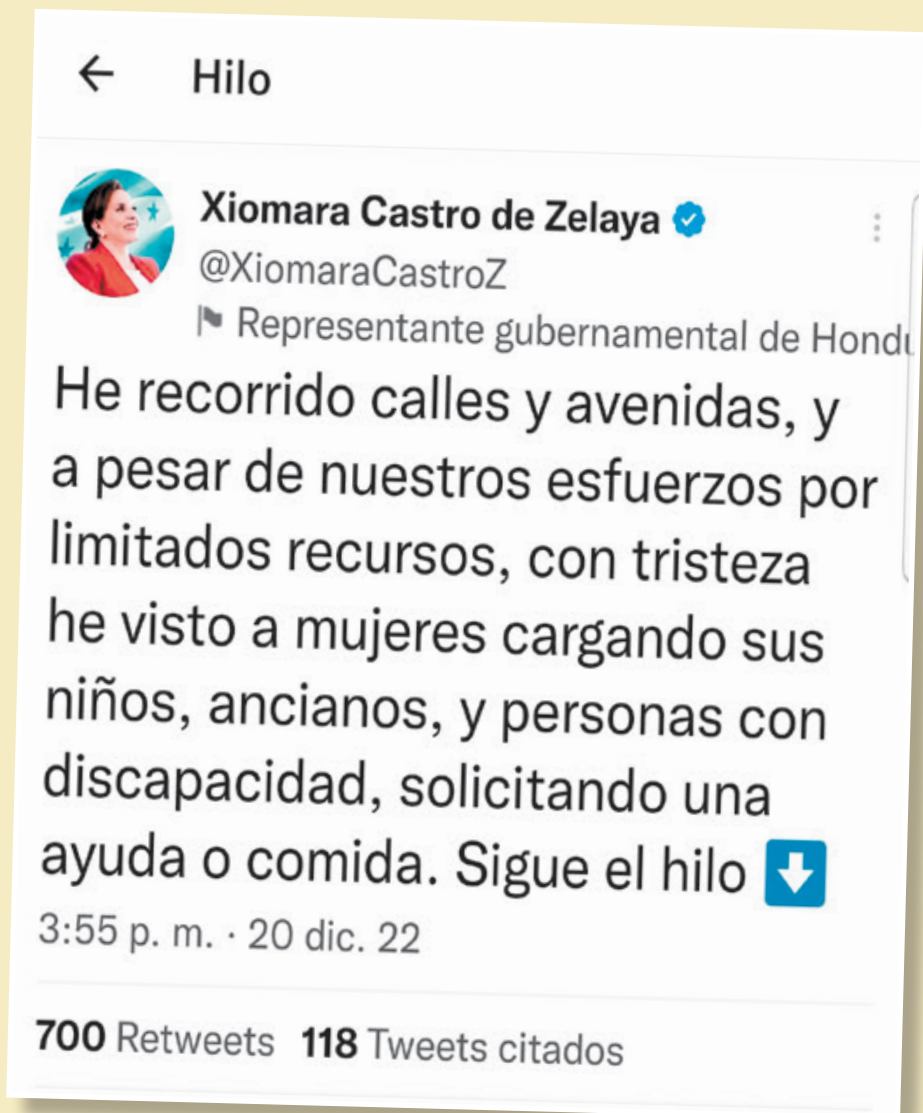 Hilo
Xiomara Castro de Zelaya
@XiomaraCastroZ
Representante gubernamental de
He recorrido calles y avenidas, y
a pesar de nuestros esfuerzos por
limitados recursos, con tristeza
he visto a mujeres cargando sus
niños, ancianos, y personas con
discapacidad, solicitando una
ayuda o comida. Sigue el hilo ⬇️
3:55 p. m. · 20 dic. 22
700 Retweets 118 Tweets citados